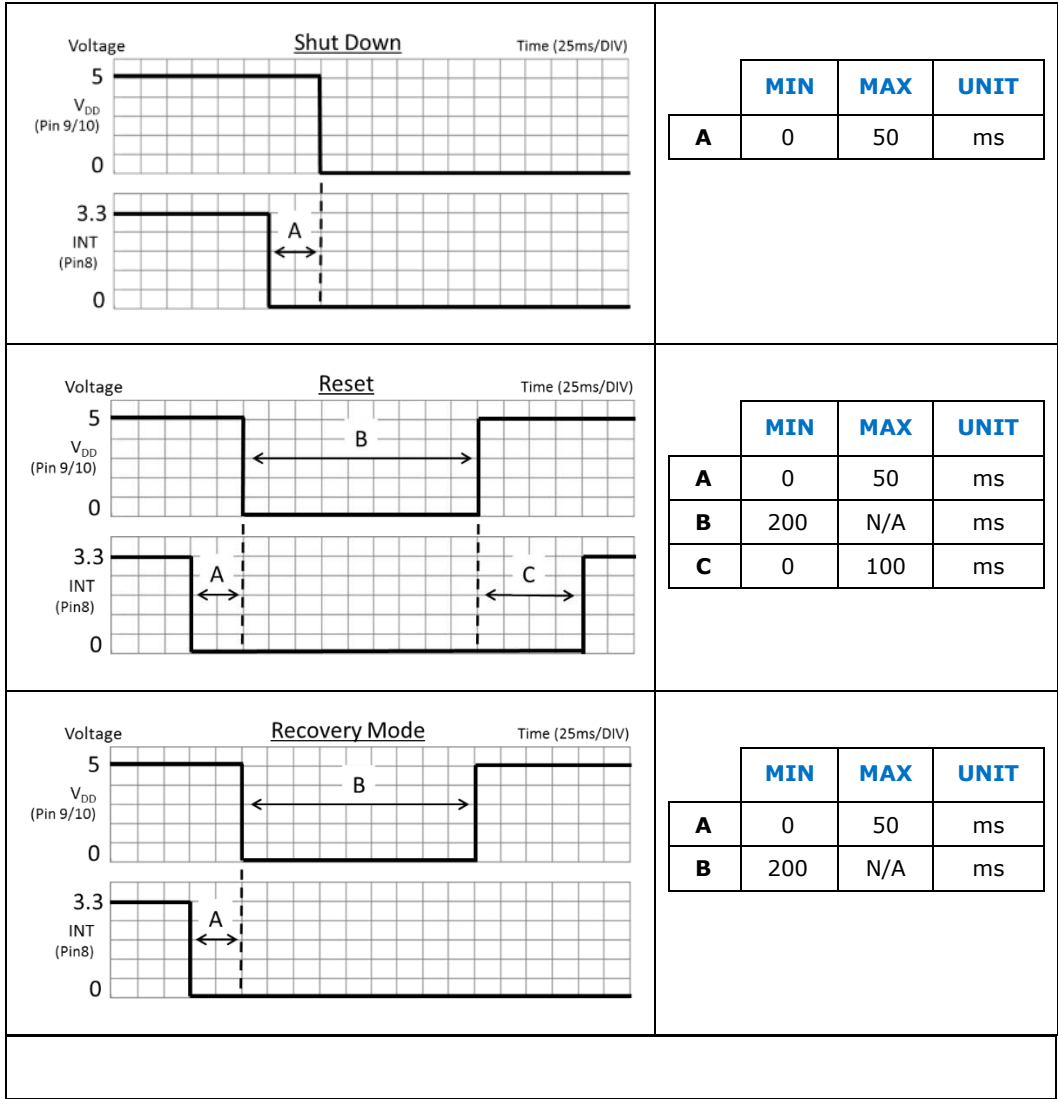 Voltage Shut Down Time (25ms/DIV)
5
VDD
(Pin 9/10)
0
3.3
INT
(Pin8)
0
A
MIN MAX UNIT
A 0 50 ms
Voltage Reset Time (25ms/DIV)
5
VDD
(Pin 9/10)
0
B
3.3
INT
(Pin8)
0
A C
MIN MAX UNIT
A 0 50 ms
B 200 N/A ms
C 0 100 ms
Voltage Recovery Mode Time (25ms/DIV)
5
VDD
(Pin 9/10)
0
B
3.3
INT
(Pin8)
0
A
MIN MAX UNIT
A 0 50 ms
B 200 N/A ms